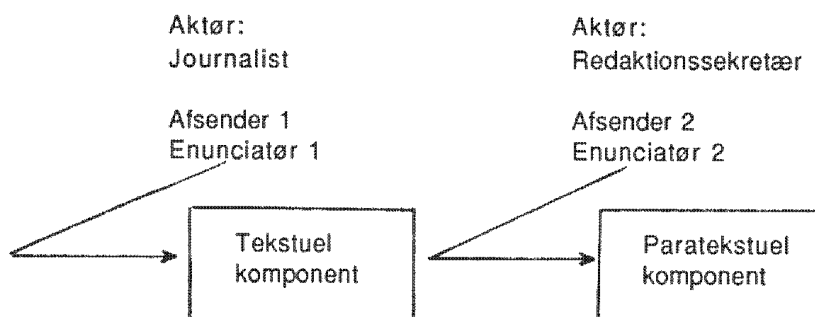 Aktør:
Journalist
Afsender 1
Enunciatør 1
Tekstuel
komponent
Aktør:
Redaktionssekretær
Afsender 2
Enunciatør 2
Paratekstuel
komponent